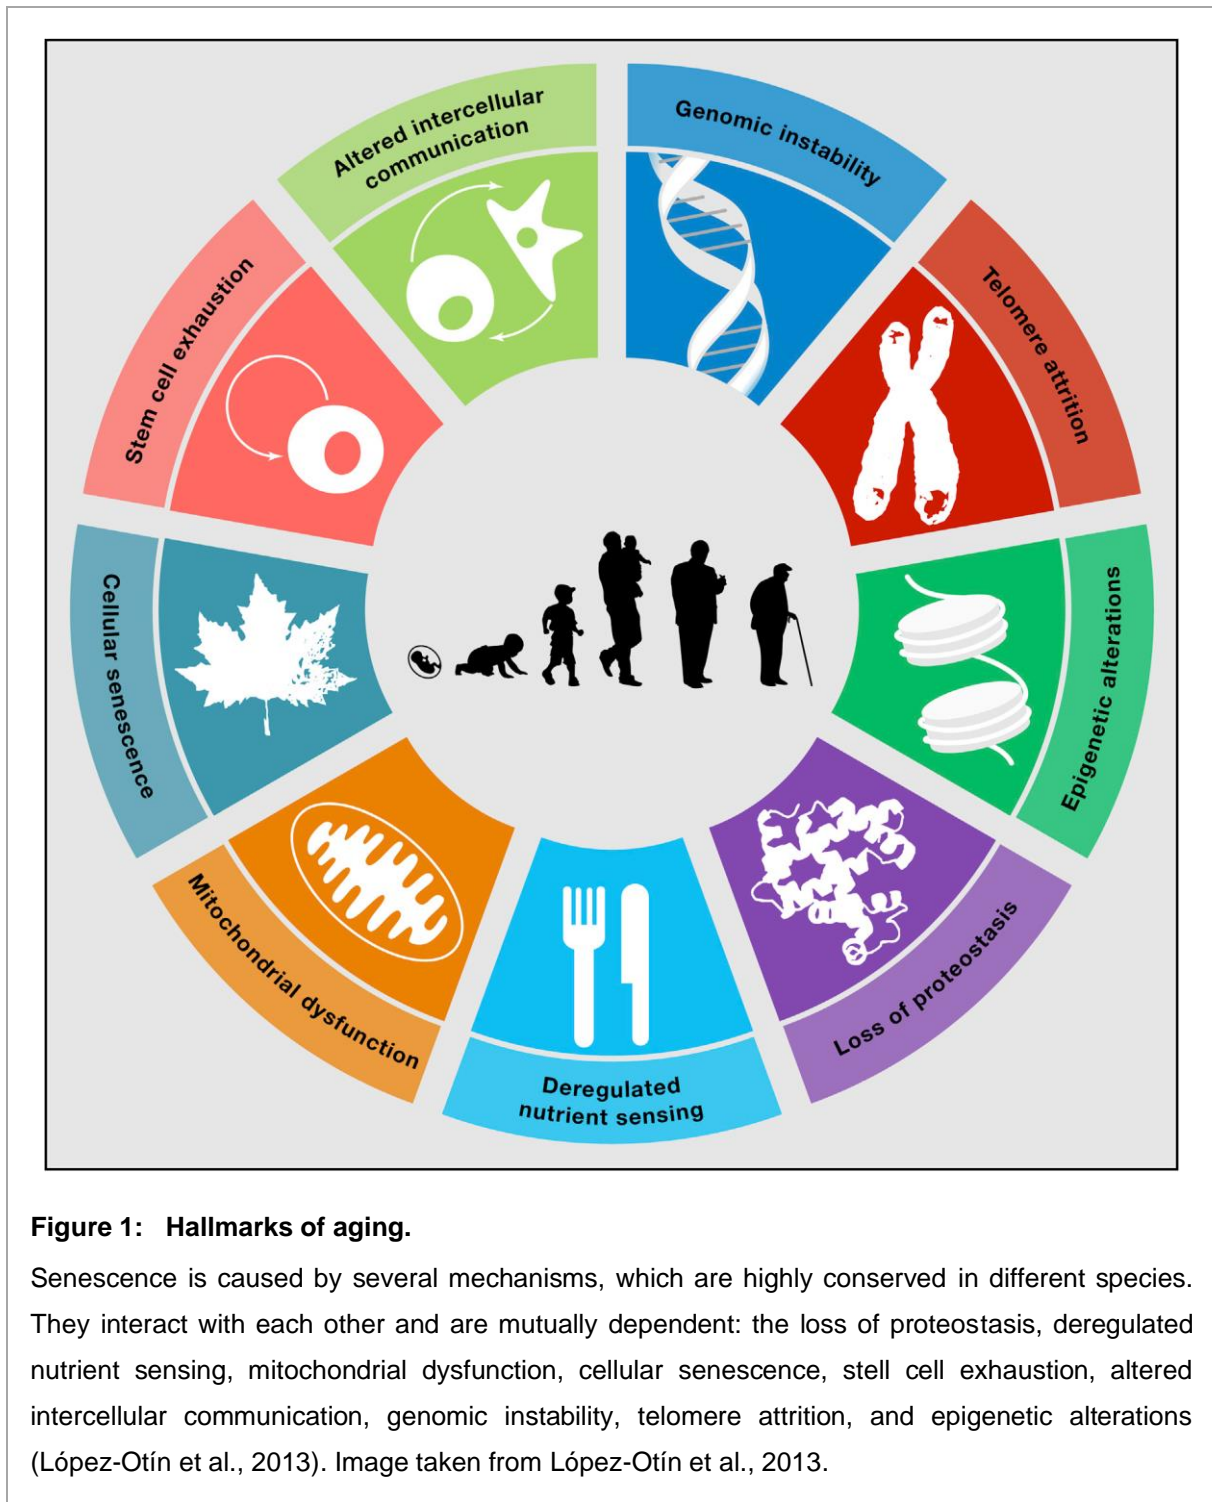 Altered intercellular
communication
Genomic instability
Telomere attrition
Epigenetic alterations
Loss of proteostasis
Deregulated
nutrient sensing
Mitochondrial dysfunction
Cellular senescence
Stem cell exhaustion
Figure 1: Hallmarks of aging.
Senescence is caused by several mechanisms, which are highly conserved in different species.
They interact with each other and are mutually dependent: the loss of proteostasis, deregulated
nutrient sensing, mitochondrial dysfunction, cellular senescence, stell cell exhaustion, altered
intercellular communication, genomic instability, telomere attrition, and epigenetic alterations
(López-Otín et al., 2013). Image taken from López-Otín et al., 2013.